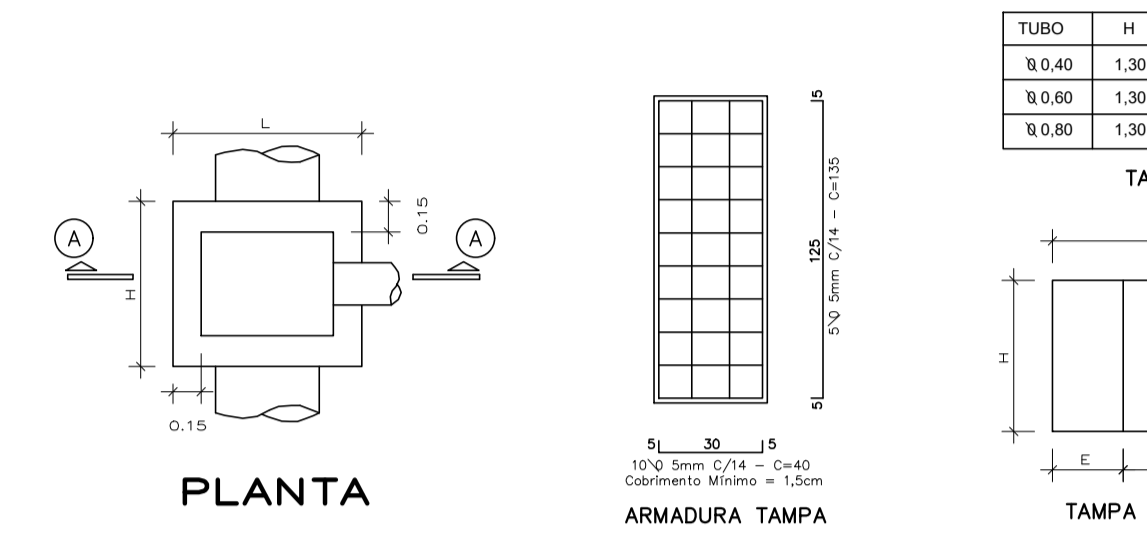 L
0.15
A
A
H
0.15
PLANTA
5
125
5
5∅ 5mm C/14 - C=135
5 30 5
10∅ 5mm C/14 - C=40
Cobrimento Mínimo = 1,5cm
ARMADURA TAMPA
TUBO H
∅ 0,40 1,30
∅ 0,60 1,30
∅ 0,80 1,30
TA
H
E
TAMPA